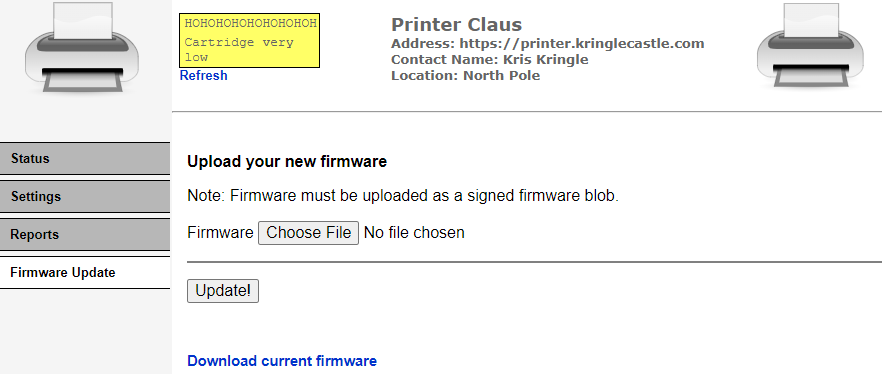 HOHOHOHOHOHOHOHOH
Cartridge very
low
Refresh
Printer Claus
Address: https://printer.kringlecastle.com
Contact Name: Kris Kringle
Location: North Pole
Status
Settings
Reports
Firmware Update
Upload your new firmware
Note: Firmware must be uploaded as a signed firmware blob.
Firmware Choose File No file chosen
Update!
Download current firmware